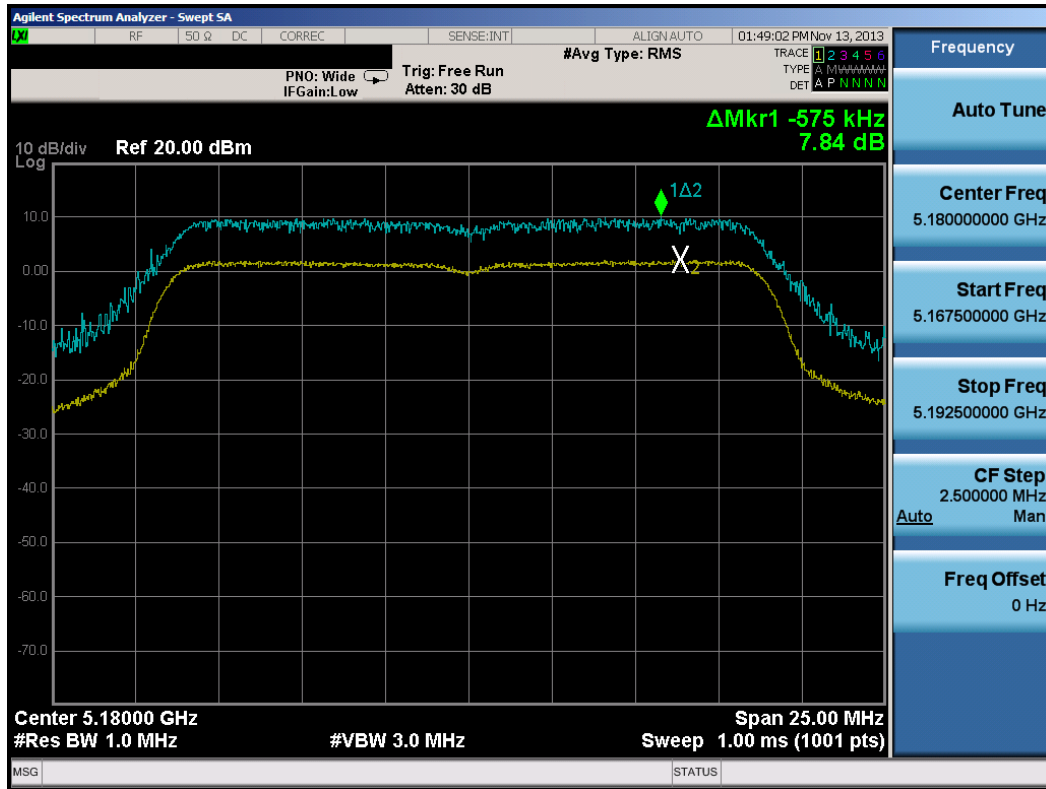 Agilent Spectrum Analyzer - Swept SA
LXI RF 50 Ω DC CORREC SENSE:INT ALIGN AUTO 01:49:02 PM Nov 13, 2013
Frequency
#Avg Type: RMS TRACE 1 2 3 4 5 6
PNO: Wide Trig: Free Run TYPE A M W W W W W
IFGain:Low Atten: 30 dB DET A P N N N N
Auto Tune
ΔMkr1 -575 kHz
10 dB/div Ref 20.00 dBm 7.84 dB
Log
1Δ2
10.0
0.00
X2
-10.0
-20.0
-30.0
-40.0
-50.0
-60.0
-70.0
Center Freq
5.180000000 GHz
Start Freq
5.167500000 GHz
Stop Freq
5.192500000 GHz
CF Step
2.500000 MHz
Auto Man
Freq Offset
0 Hz
Center 5.18000 GHz Span 25.00 MHz
#Res BW 1.0 MHz #VBW 3.0 MHz Sweep 1.00 ms (1001 pts)
MSG STATUS